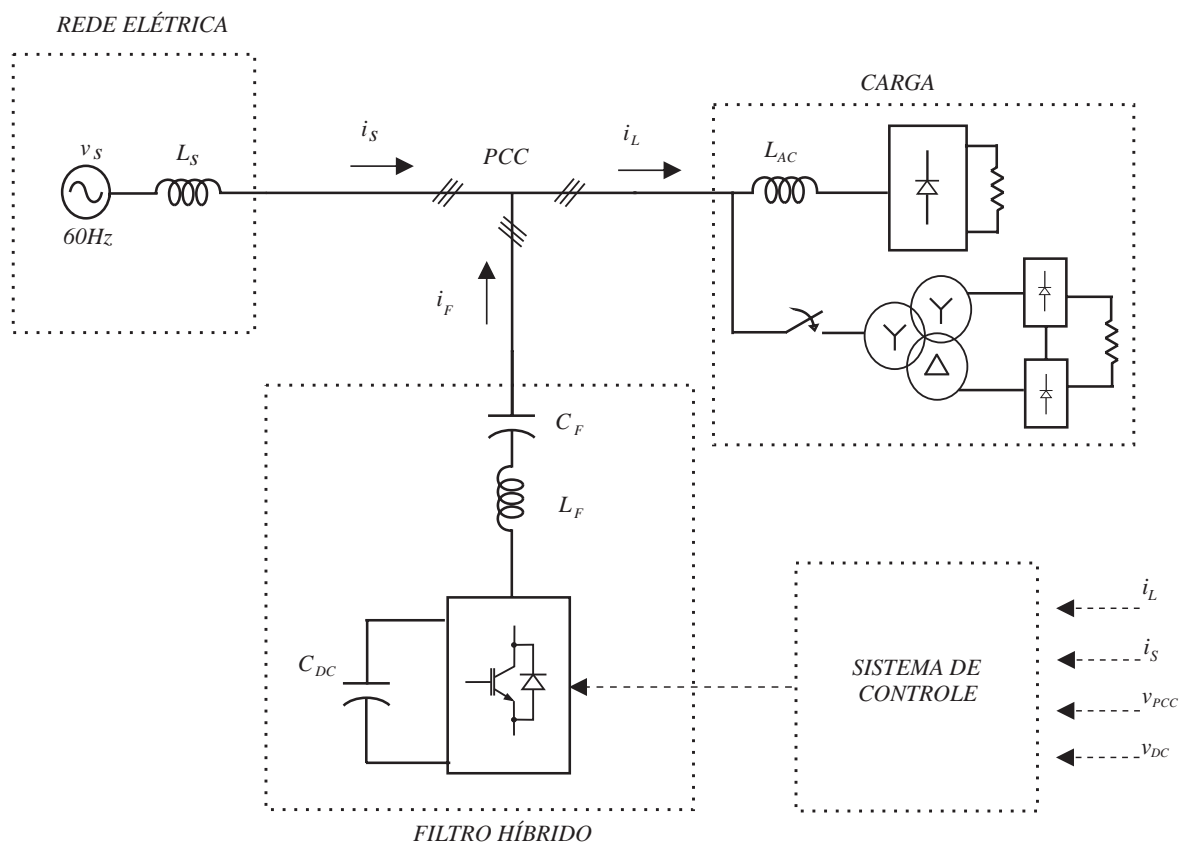 REDE ELÉTRICA
CARGA
v_S
L_S
60Hz
i_S
PCC
i_L
L_AC
i_F
C_F
L_F
C_DC
FILTRO HÍBRIDO
SISTEMA DE
CONTROLE
i_L
i_S
v_PCC
v_DC